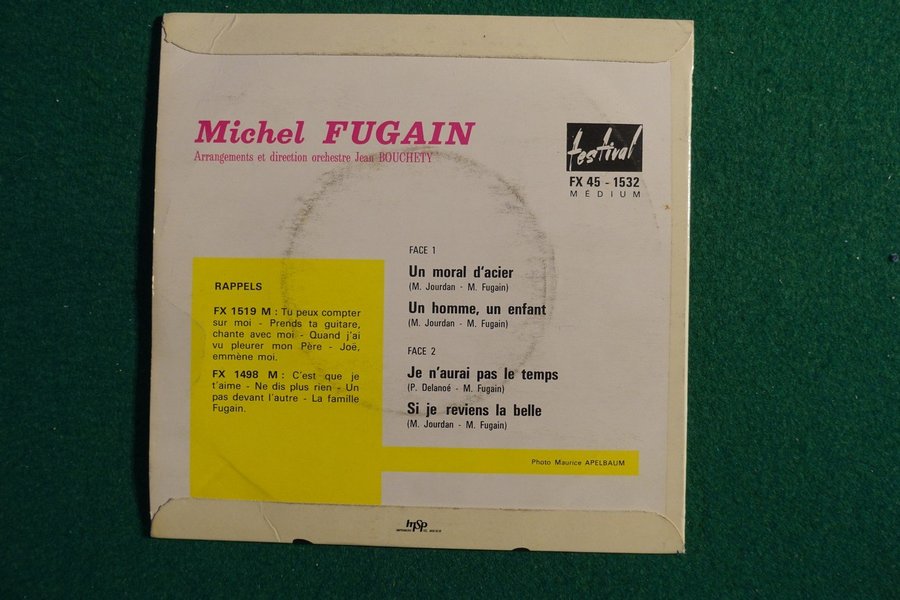 Michel FUGAIN
Arrangements et direction orchestre Jean BOUCHETY
festival
FX 45 - 1532
MÉDIUM
FACE 1
Un moral d'acier
(M. Jourdan - M. Fugain)
Un homme, un enfant
(M. Jourdan - M. Fugain)
FACE 2
Je n'aurai pas le temps
(P. Delanoé - M. Fugain)
Si je reviens la belle
(M. Jourdan - M. Fugain)
RAPPELS
FX 1519 M : Tu peux compter
sur moi - Prends ta guitare,
chante avec moi - Quand j'ai
vu pleurer mon Père - Joë,
emmène moi.
FX 1498 M : C'est que je
t'aime - Ne dis plus rien - Un
pas devant l'autre - La famille
Fugain.
Photo Maurice APELBAUM